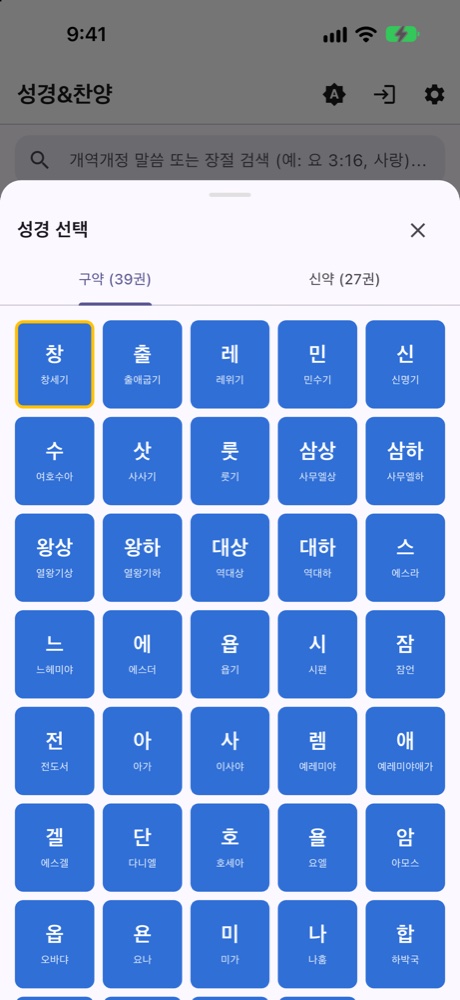 9:41
성경&찬양
A
개역개정 말씀 또는 장절 검색 (예: 요 3:16, 사랑)...
성경 선택
구약 (39권)
신약 (27권)
창 출 레 민 신
창세기 출애굽기 레위기 민수기 신명기
수 삿 룻 삼상 삼하
여호수아 사사기 룻기 사무엘상 사무엘하
왕상 왕하 대상 대하 스
열왕기상 열왕기하 역대상 역대하 에스라
느 에 욥 시 잠
느헤미야 에스더 욥기 시편 잠언
전 아 사 렘 애
전도서 아가 이사야 예레미야 예레미야애가
겔 단 호 욜 암
에스겔 다니엘 호세아 요엘 아모스
옵 욘 미 나 합
오바댜 요나 미가 나훔 하박국